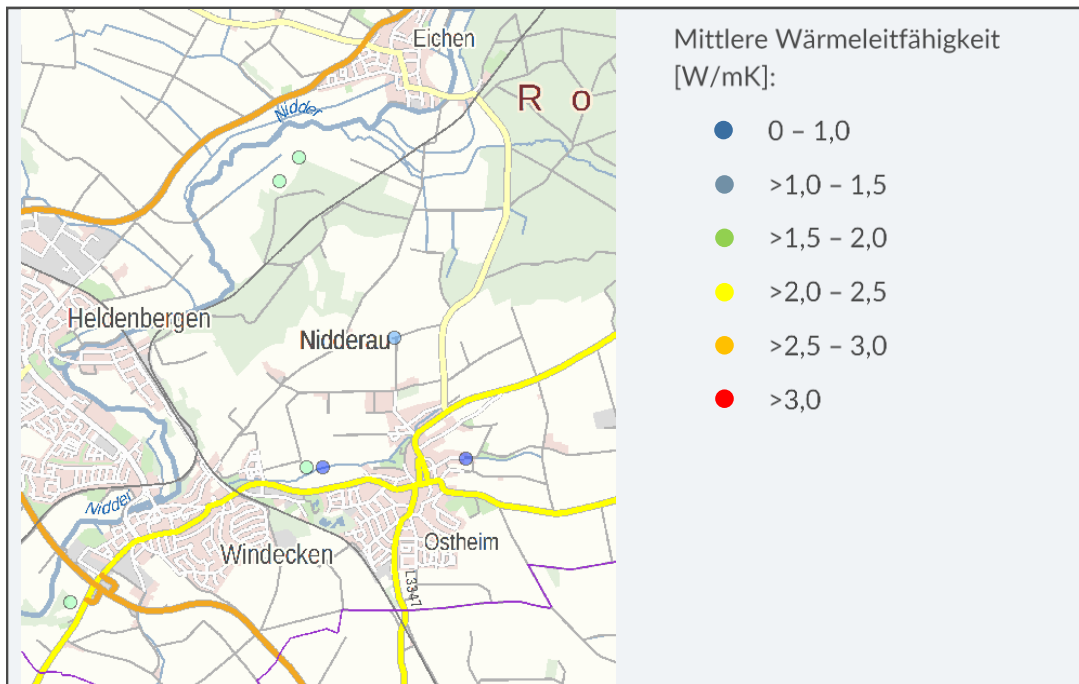 Eichen
R o
Nidder
Heldenbergen
Nidderau
Nidder
Windecken
Ostheim
L3347
Mittlere Wärmeleitfähigkeit
[W/mK]:
0 – 1,0
>1,0 – 1,5
>1,5 – 2,0
>2,0 – 2,5
>2,5 – 3,0
>3,0